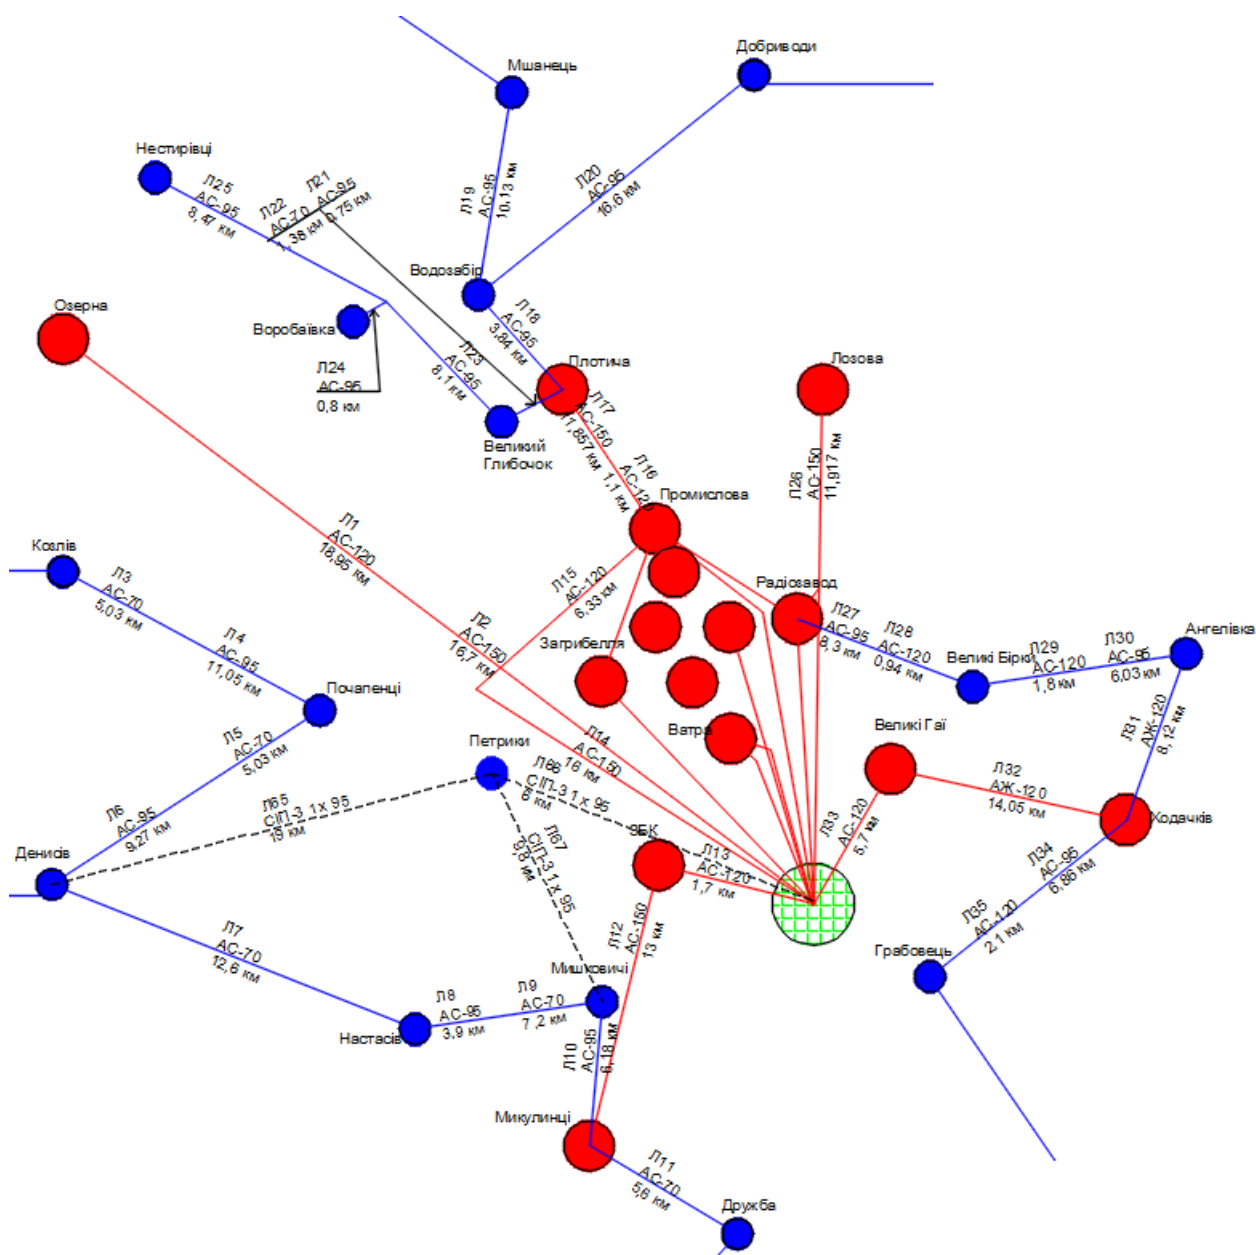 Добриводи
Мшанець
Нестирівці
Л25
АС-95
8,47 км
Л22
АС-70
1,38 км
Л21
АС-95
0,75 км
Л19
АС-95
10,13 км
Л20
АС-95
16,6 км
Водозабір
Л18
АС-95
3,84 км
Озерна
Воробаївка
Л24
АС-95
0,8 км
Л23
АС-95
8,1 км
Плотича
Лозова
Великий
Глибочок
Л17
АС-150
11,857 км
Л16
АС-120
1,1 км
Промислова
Л26
АС-150
11,917 км
Л1
АС-120
18,95 км
Козлів
Л3
АС-70
5,03 км
Л4
АС-95
11,05 км
Л15
АС-120
6,33 км
Радіозавод
Л27
АС-95
8,3 км
Л28
АС-120
0,94 км
Великі Бірки
Л29
АС-120
1,8 км
Л30
АС-95
6,03 км
Ангелівка
Л2
АС-150
16,7 км
Загрибелля
Почапенці
Л31
АЖ-120
8,12 км
Л5
АС-70
5,03 км
Л14
АС-150
16 км
Ватра
Великі Гаї
Петрики
Л66
СІП-3 1х 95
6 км
Л6
АС-95
9,27 км
Л65
СІП-3 1х 95
19 км
Л32
АЖ-120
14,05 км
Ходачків
Л67
СІП-3 1х 95
9,8 км
ЗБК
Л13
АС-120
1,7 км
Л33
АС-120
5,7 км
Денисів
Л34
АС-95
6,86 км
Л35
АС-120
2,1 км
Грабовець
Л7
АС-70
12,6 км
Л12
АС-150
13 км
Мишковичі
Л8
АС-95
3,9 км
Л9
АС-70
7,2 км
Настасів
Л10
АС-95
6,18 км
Микулинці
Л11
АС-70
5,6 км
Дружба